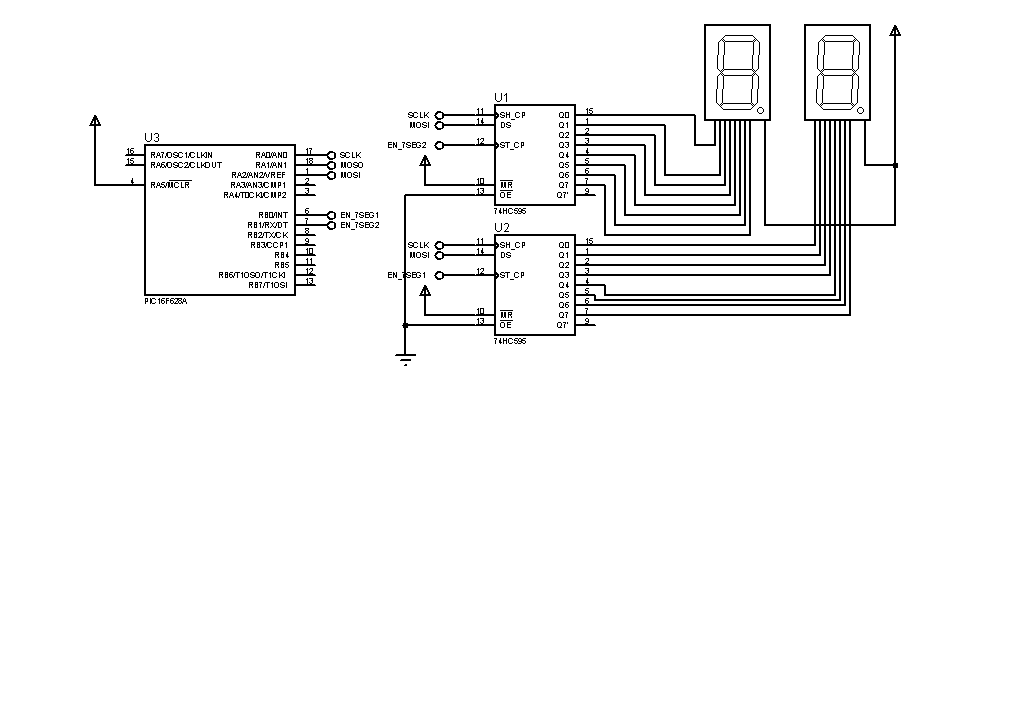 U3
16 RA7/OSC1/CLKIN RA0/AN0 17 SCLK
15 RA6/OSC2/CLKOUT RA1/AN1 18 MOSO
RA2/AN2/VREF 1 MOSI
4 RA5/MCLR RA3/AN3/CMP1 2
RA4/T0CKI/CMP2 3
RB0/INT 6 EN_7SEG1
RB1/RX/DT 7 EN_7SEG2
RB2/TX/CK 8
RB3/CCP1 9
RB4 10
RB5 11
RB6/T1OSO/T1CKI 12
RB7/T1OSI 13
PIC16F628A
U1
SCLK 11 SH_CP Q0 15
MOSI 14 DS Q1 1
Q2 2
EN_7SEG2 12 ST_CP Q3 3
Q4 4
Q5 5
Q6 6
10 MR Q7 7
13 OE Q7' 9
74HC595
U2
SCLK 11 SH_CP Q0 15
MOSI 14 DS Q1 1
Q2 2
EN_7SEG1 12 ST_CP Q3 3
Q4 4
Q5 5
Q6 6
10 MR Q7 7
13 OE Q7' 9
74HC595